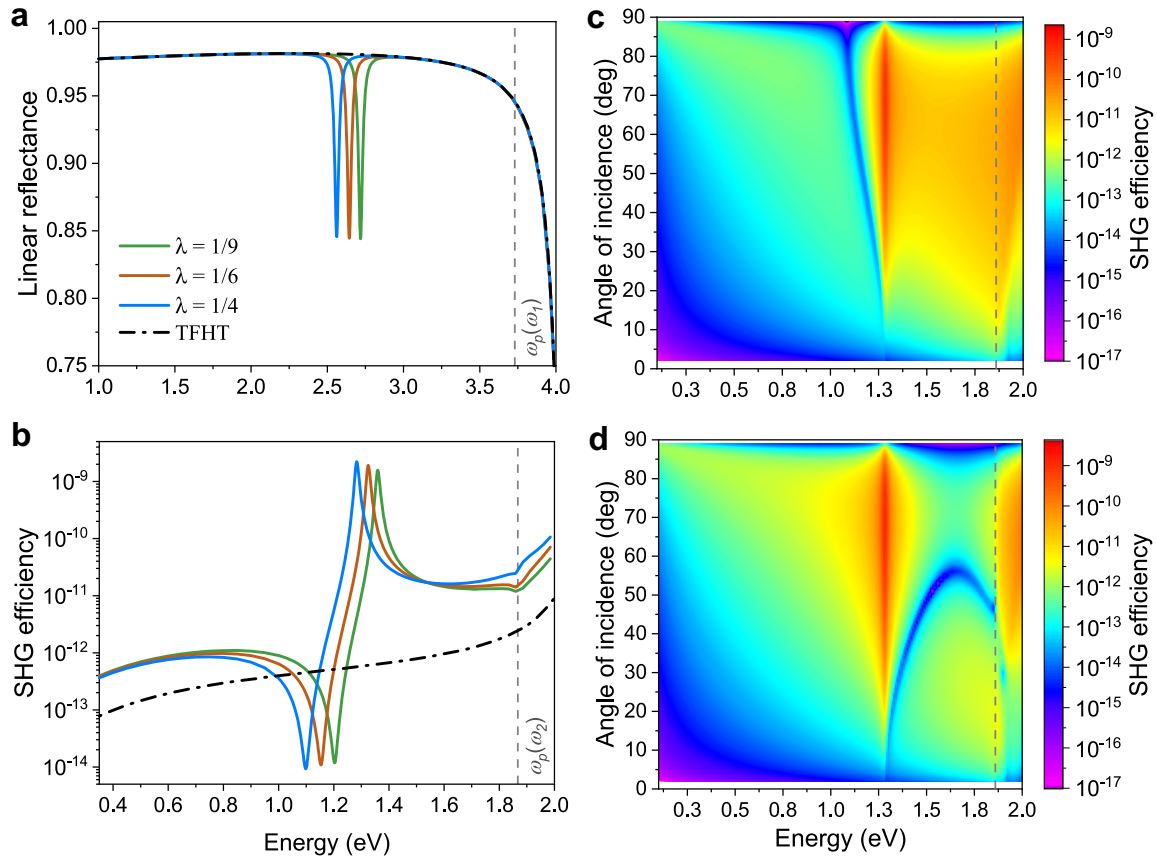 a
1.00
0.95
0.90
0.85
0.80
0.75
Linear reflectance
λ = 1/9
λ = 1/6
λ = 1/4
TFHT
ωp(ω1)
1.0 1.5 2.0 2.5 3.0 3.5 4.0
b
10-9
10-10
10-11
10-12
10-13
10-14
SHG efficiency
ωp(ω2)
0.4 0.6 0.8 1.0 1.2 1.4 1.6 1.8 2.0
Energy (eV)
c
90
80
70
60
50
40
30
20
10
0
Angle of incidence (deg)
0.3 0.5 0.8 1.0 1.3 1.5 1.8 2.0
10-9
10-10
10-11
10-12
10-13
10-14
10-15
10-16
10-17
SHG efficiency
d
90
80
70
60
50
40
30
20
10
0
Angle of incidence (deg)
0.3 0.5 0.8 1.0 1.3 1.5 1.8 2.0
Energy (eV)
10-9
10-10
10-11
10-12
10-13
10-14
10-15
10-16
10-17
SHG efficiency